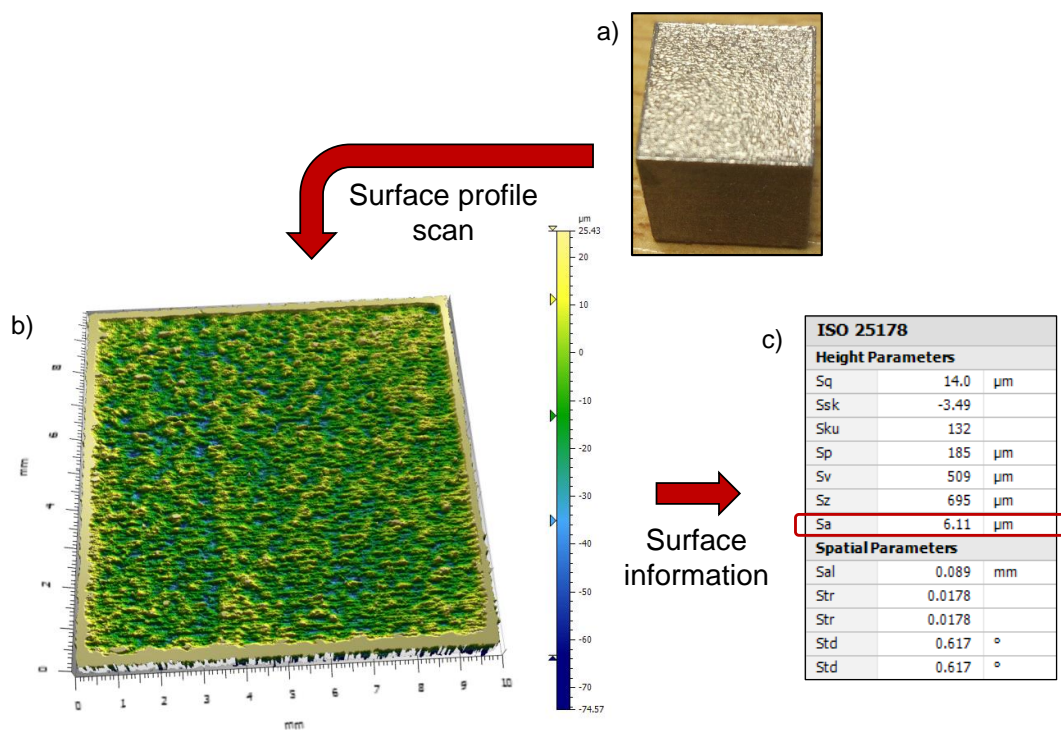 a)
Surface profile
scan
b)
µm
25.43
20
10
0
-10
-20
-30
-40
-50
-60
-70
-74.57
8
6
4
2
0
mm
0 1 2 3 4 5 6 7 8 9 10
mm
Surface
information
c)
ISO 25178
Height Parameters
Sq 14.0 µm
Ssk -3.49
Sku 132
Sp 185 µm
Sv 509 µm
Sz 695 µm
Sa 6.11 µm
Spatial Parameters
Sal 0.089 mm
Str 0.0178
Str 0.0178
Std 0.617 °
Std 0.617 °